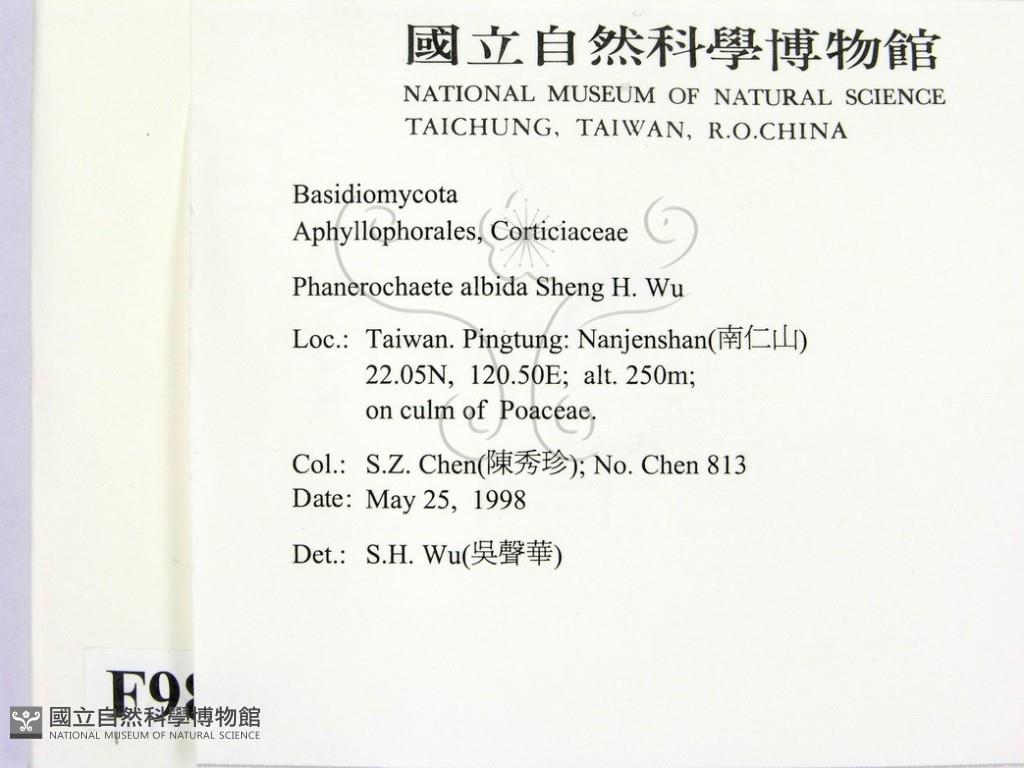 國立自然科學博物館
NATIONAL MUSEUM OF NATURAL SCIENCE
TAICHUNG, TAIWAN, R.O.CHINA
Basidiomycota
Aphyllophorales, Corticiaceae
Phanerochaete albida Sheng H. Wu
Loc.: Taiwan. Pingtung: Nanjenshan(南仁山)
22.05N, 120.50E; alt. 250m;
on culm of Poaceae.
Col.: S.Z. Chen(陳秀珍); No. Chen 813
Date: May 25, 1998
Det.: S.H. Wu(吳聲華)
國立自然科學博物館
NATIONAL MUSEUM OF NATURAL SCIENCE